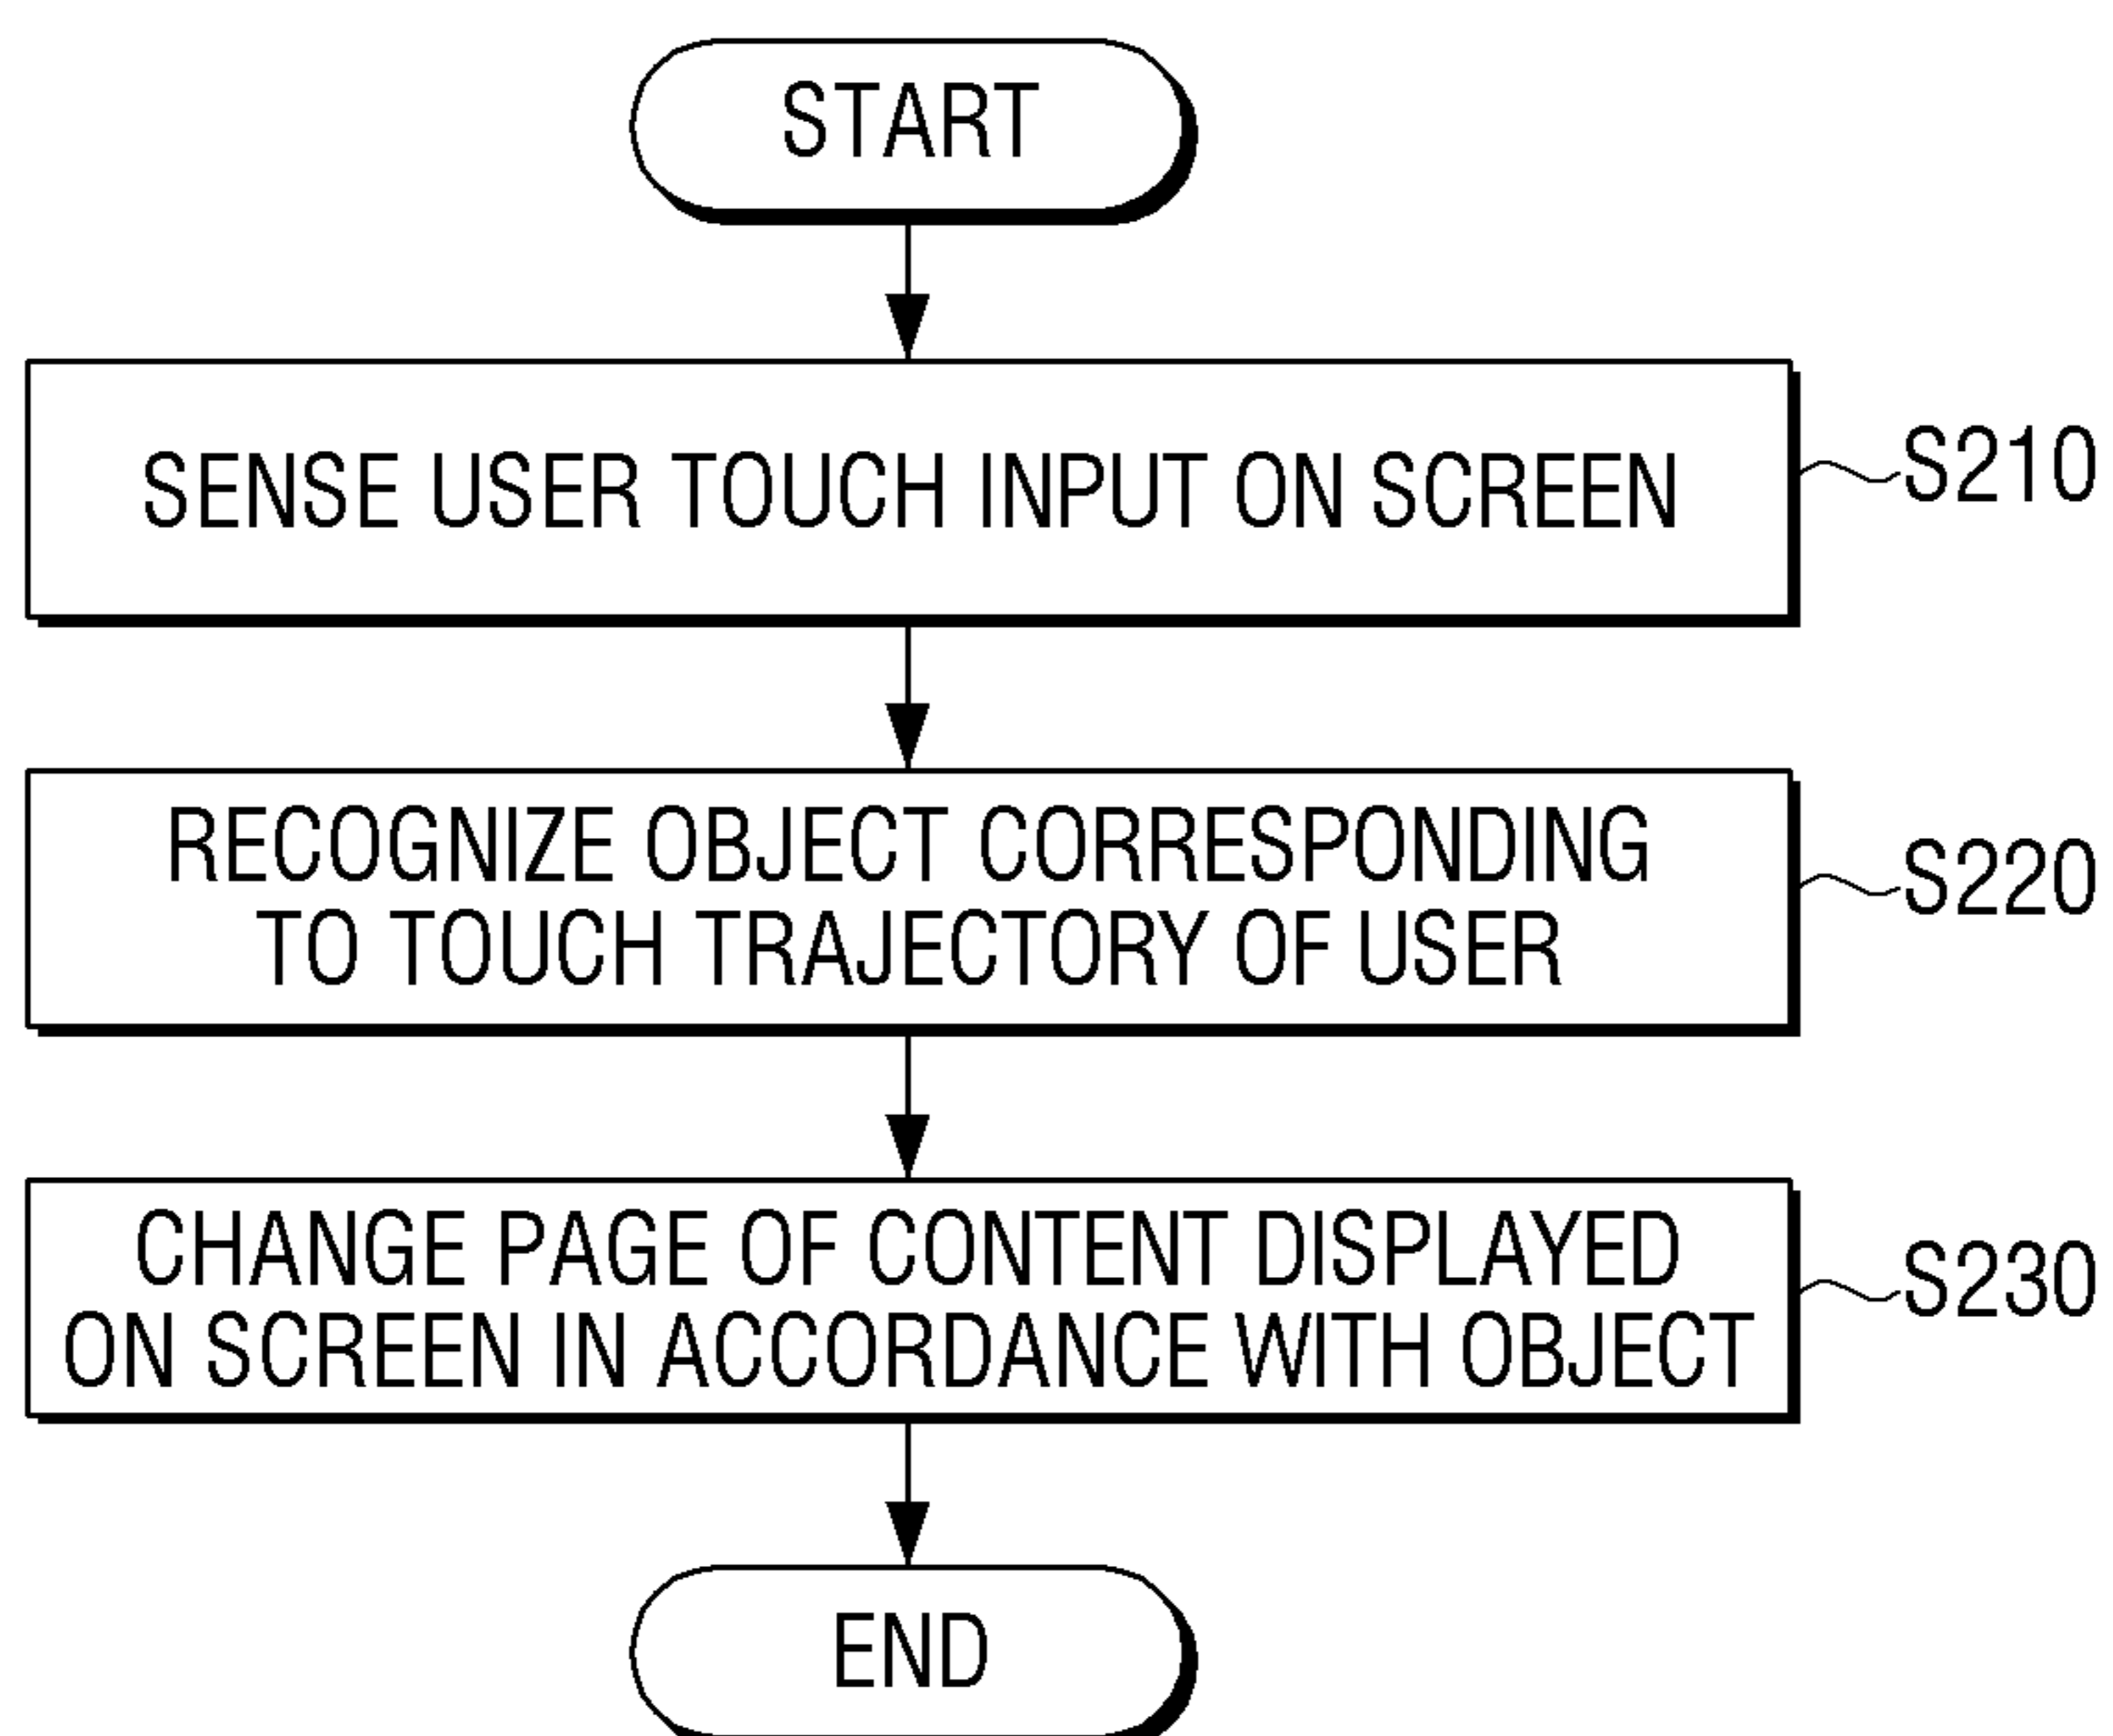 START
SENSE USER TOUCH INPUT ON SCREEN
S210
RECOGNIZE OBJECT CORRESPONDING
TO TOUCH TRAJECTORY OF USER
S220
CHANGE PAGE OF CONTENT DISPLAYED
ON SCREEN IN ACCORDANCE WITH OBJECT
S230
END